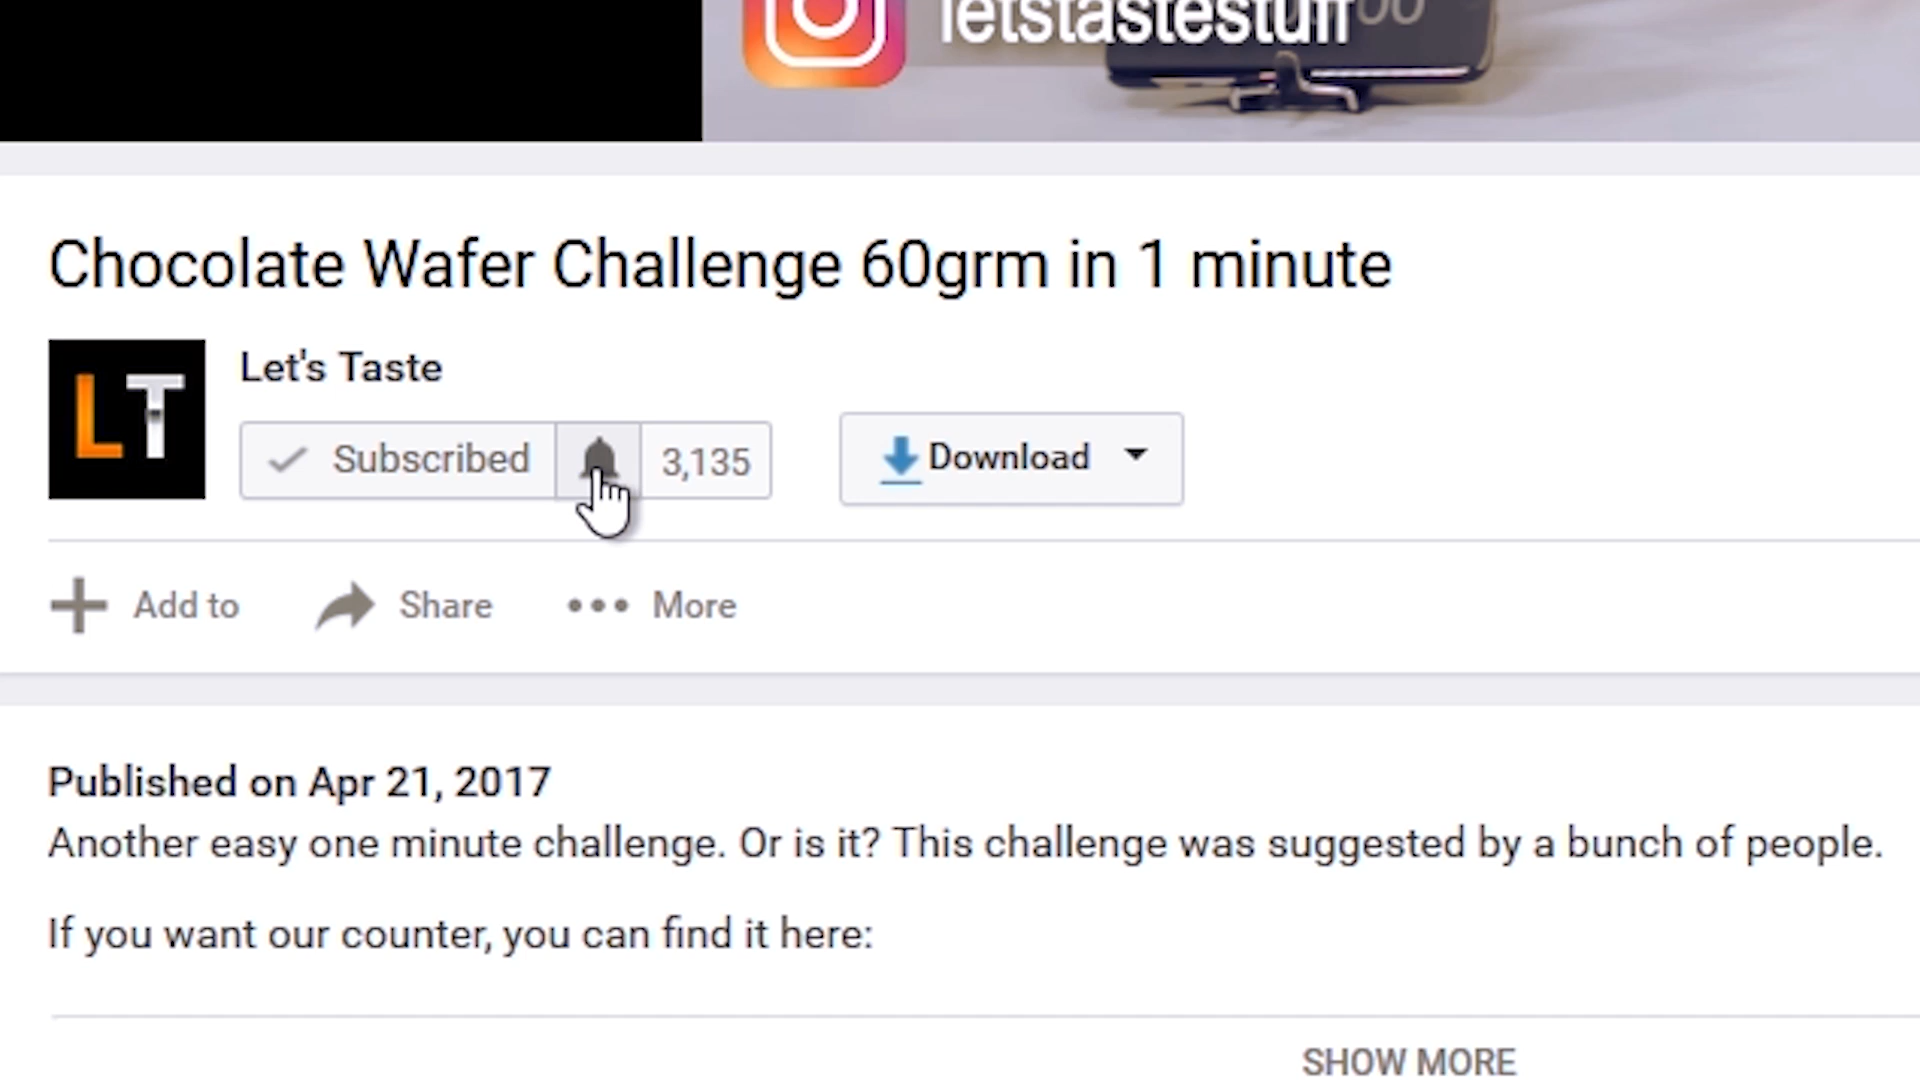 letstastestuff
Chocolate Wafer Challenge 60grm in 1 minute
LT
Let's Taste
Subscribed 3,135 Download
Add to Share More
Published on Apr 21, 2017
Another easy one minute challenge. Or is it? This challenge was suggested by a bunch of people.
If you want our counter, you can find it here:
SHOW MORE